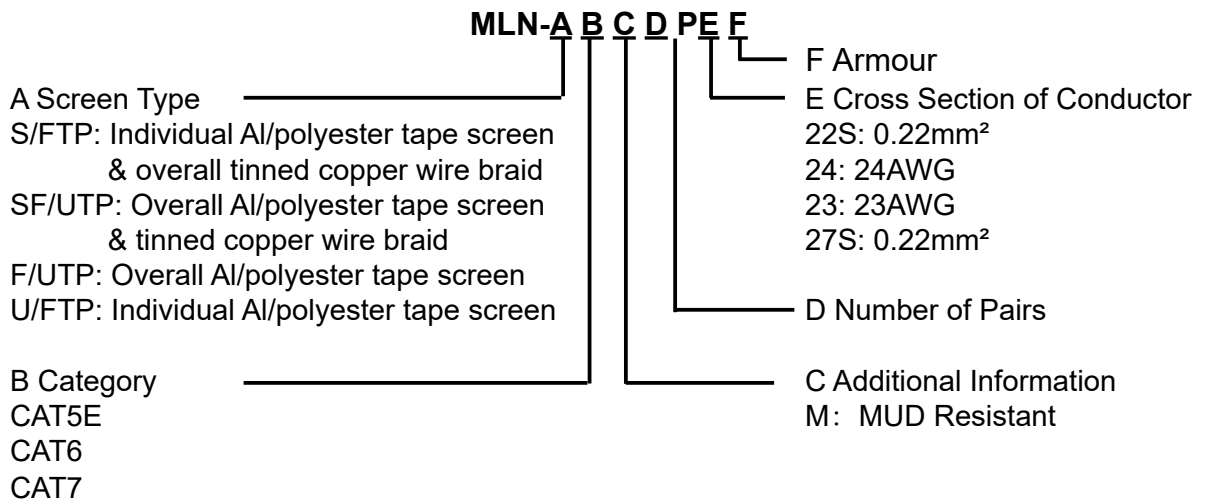 MLN-A B C D PE F
F Armour
A Screen Type
E Cross Section of Conductor
S/FTP: Individual Al/polyester tape screen
& overall tinned copper wire braid
SF/UTP: Overall Al/polyester tape screen
& tinned copper wire braid
F/UTP: Overall Al/polyester tape screen
U/FTP: Individual Al/polyester tape screen
22S: 0.22mm²
24: 24AWG
23: 23AWG
27S: 0.22mm²
D Number of Pairs
B Category
CAT5E
CAT6
CAT7
C Additional Information
M：MUD Resistant